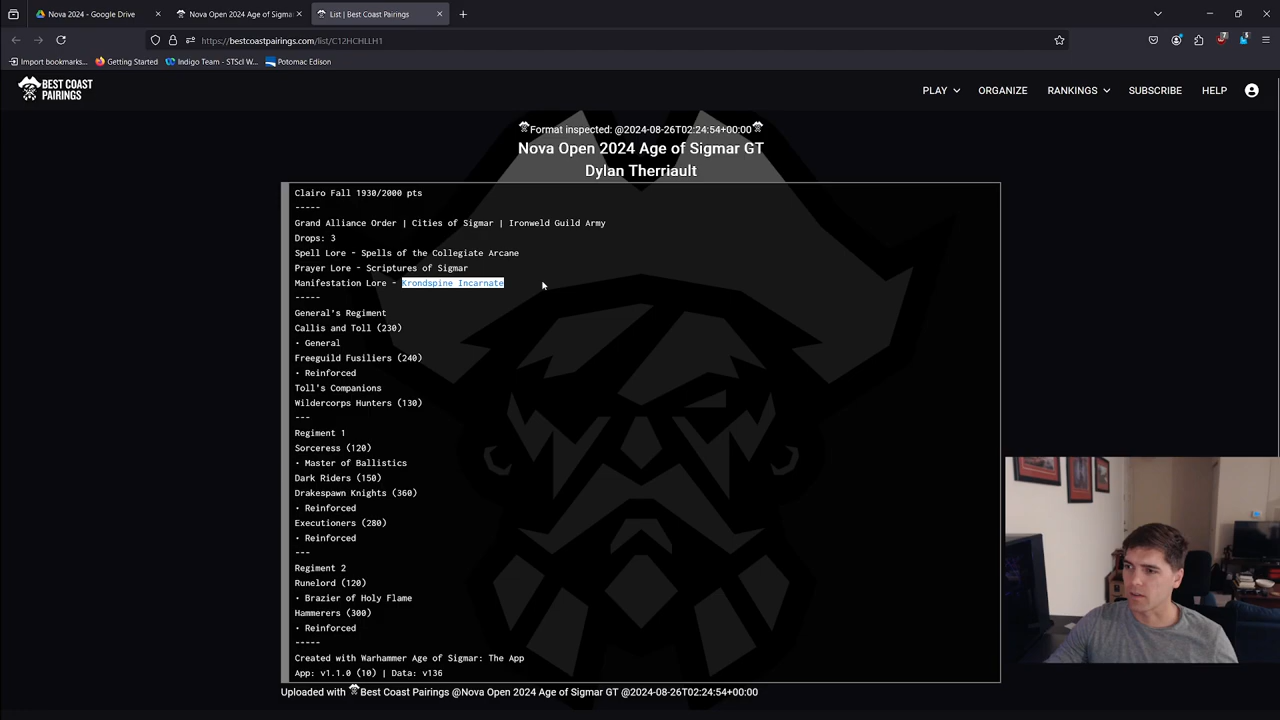 Nova 2024 - Google Drive
Nova Open 2024 Age of Sigmar
List | Best Coast Pairings
https://bestcoastpairings.com/list/C12HCHLLH1
Import bookmarks...
Getting Started
Indigo Team - STScI W...
Potomac Edison
BEST COAST
PAIRINGS
PLAY
ORGANIZE
RANKINGS
SUBSCRIBE
HELP
Format inspected: @2024-08-26T02:24:54+00:00
Nova Open 2024 Age of Sigmar GT
Dylan Therriault
Clairo Fall 1930/2000 pts
-----
Grand Alliance Order | Cities of Sigmar | Ironweld Guild Army
Drops: 3
Spell Lore - Spells of the Collegiate Arcane
Prayer Lore - Scriptures of Sigmar
Manifestation Lore - Krondspine Incarnate
-----
General's Regiment
Callis and Toll (230)
• General
Freeguild Fusiliers (240)
• Reinforced
Toll's Companions
Wildercorps Hunters (130)
---
Regiment 1
Sorceress (120)
• Master of Ballistics
Dark Riders (150)
Drakespawn Knights (360)
• Reinforced
Executioners (280)
• Reinforced
---
Regiment 2
Runelord (120)
• Brazier of Holy Flame
Hammerers (300)
• Reinforced
-----
Created with Warhammer Age of Sigmar: The App
App: v1.1.0 (10) | Data: v136
Uploaded with Best Coast Pairings @Nova Open 2024 Age of Sigmar GT @2024-08-26T02:24:54+00:00